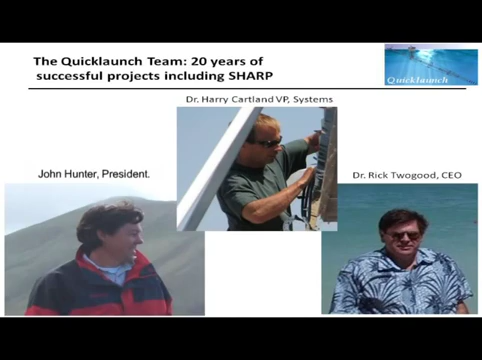 The Quicklaunch Team: 20 years of
successful projects including SHARP
Quicklaunch
Dr. Harry Cartland VP, Systems
John Hunter, President.
Dr. Rick Twogood, CEO